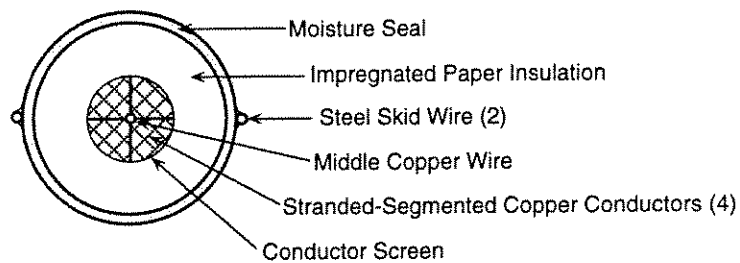 Moisture Seal
Impregnated Paper Insulation
Steel Skid Wire (2)
Middle Copper Wire
Stranded-Segmented Copper Conductors (4)
Conductor Screen